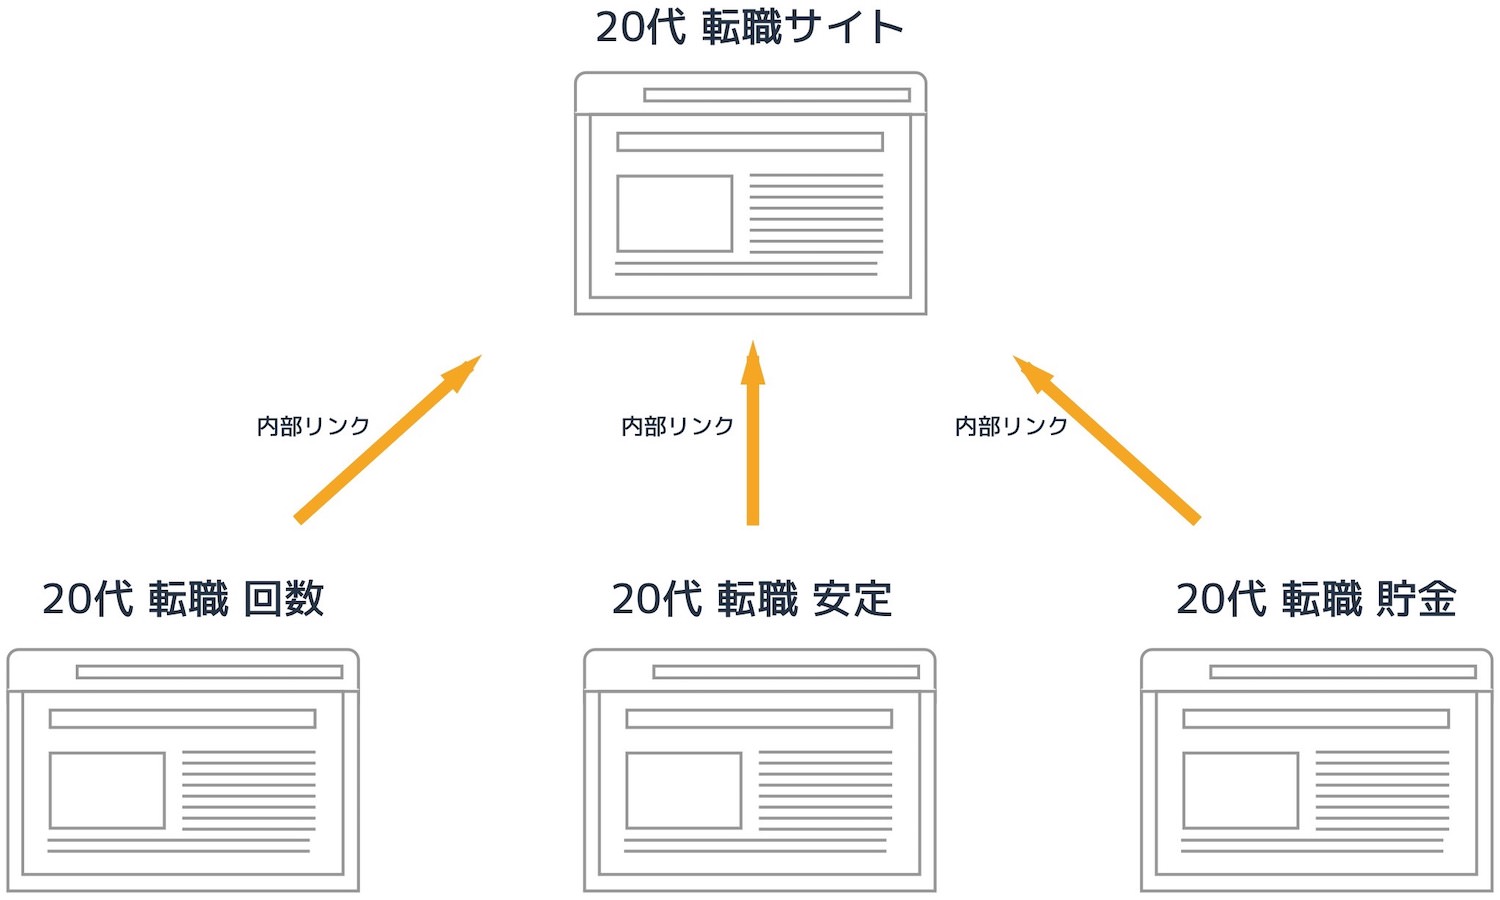 20代 転職サイト
内部リンク
内部リンク
内部リンク
20代 転職 回数
20代 転職 安定
20代 転職 貯金